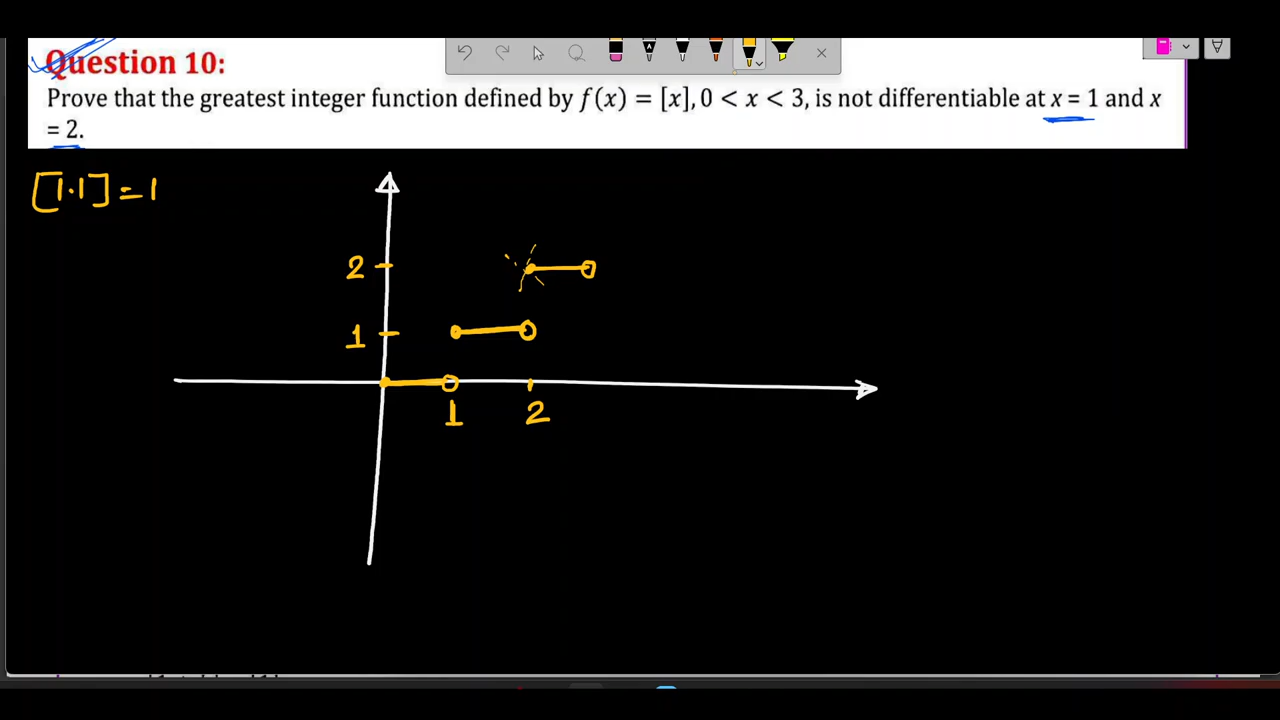 Question 10:
Prove that the greatest integer function defined by f(x) = [x], 0 < x < 3, is not differentiable at x = 1 and x
= 2.
[1.1] = 1
2
1
1
2